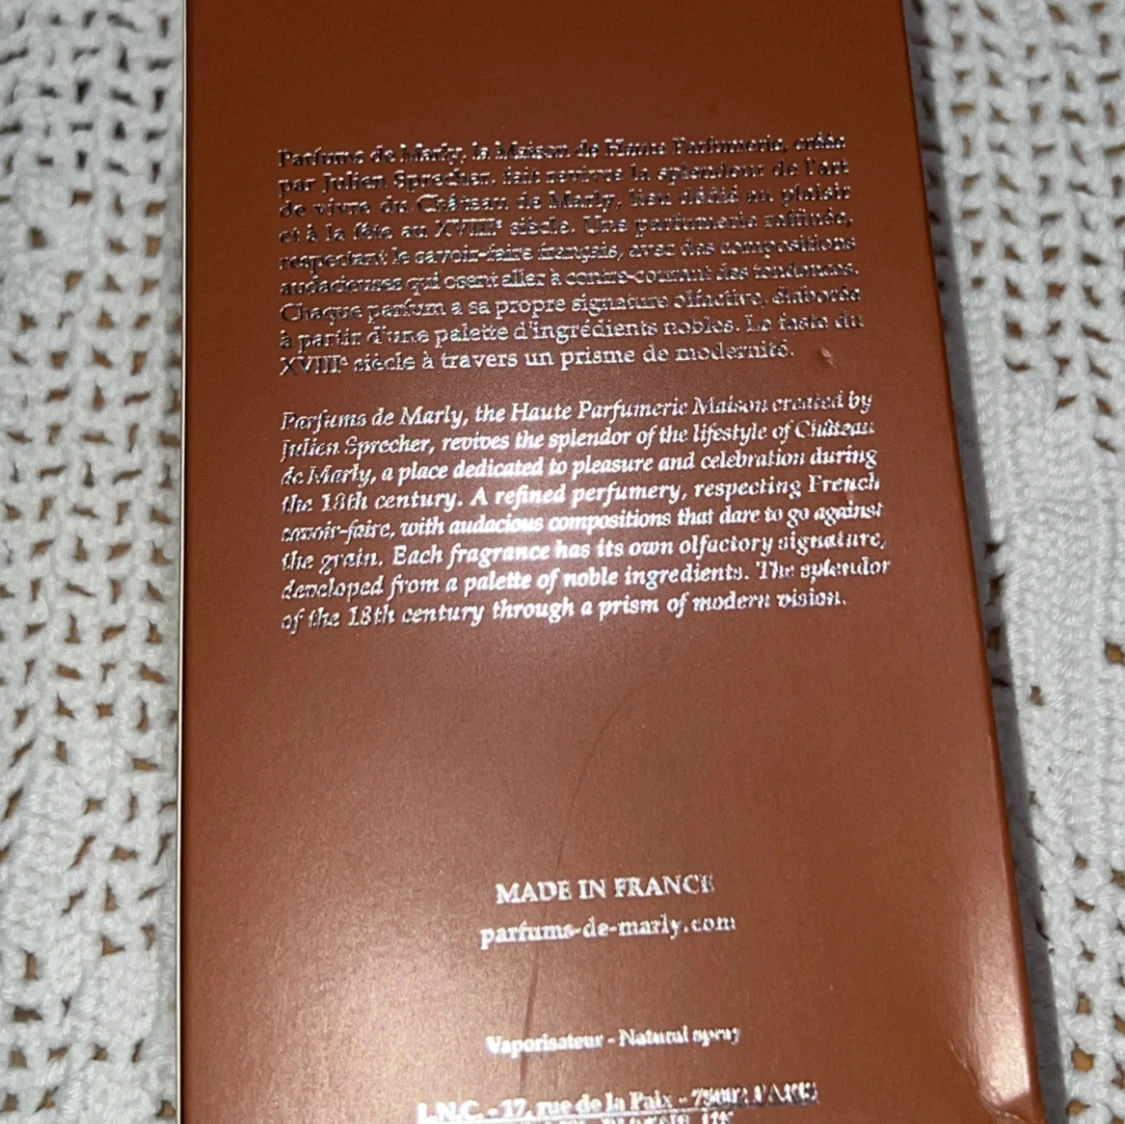 Parfums de Marly, la Maison de Haute Parfumerie, créée
par Julien Sprecher, fait revivre la splendeur de l'art
de vivre du Château de Marly, lieu dédié au plaisir
et à la fête au XVIIIᵉ siècle. Une parfumerie raffinée,
respectant le savoir-faire français, avec des compositions
audacieuses qui osent aller à contre-courant des tendances.
Chaque parfum a sa propre signature olfactive, élaborée
à partir d'une palette d'ingrédients nobles. Le faste du
XVIIIᵉ siècle à travers un prisme de modernité.
Parfums de Marly, the Haute Parfumerie Maison created by
Julien Sprecher, revives the splendor of the lifestyle of Château
de Marly, a place dedicated to pleasure and celebration during
the 18th century. A refined perfumery, respecting French
savoir-faire, with audacious compositions that dare to go against
the grain. Each fragrance has its own olfactory signature,
developed from a palette of noble ingredients. The splendor
of the 18th century through a prism of modern vision.
MADE IN FRANCE
parfums-de-marly.com
Vaporisateur - Natural spray
- 17, rue de la Paix - 75002 PARIS